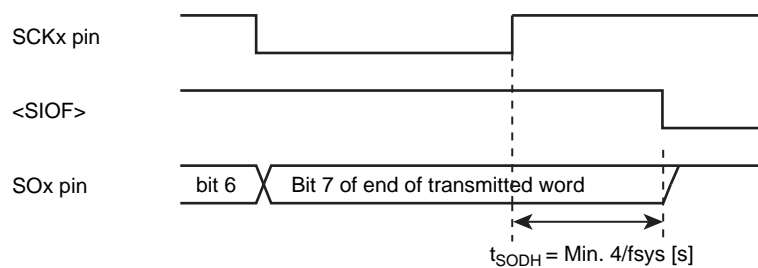 SCKx pin
<SIOF>
SOx pin
bit 6
Bit 7 of end of transmitted word
tSODH = Min. 4/fsys [s]